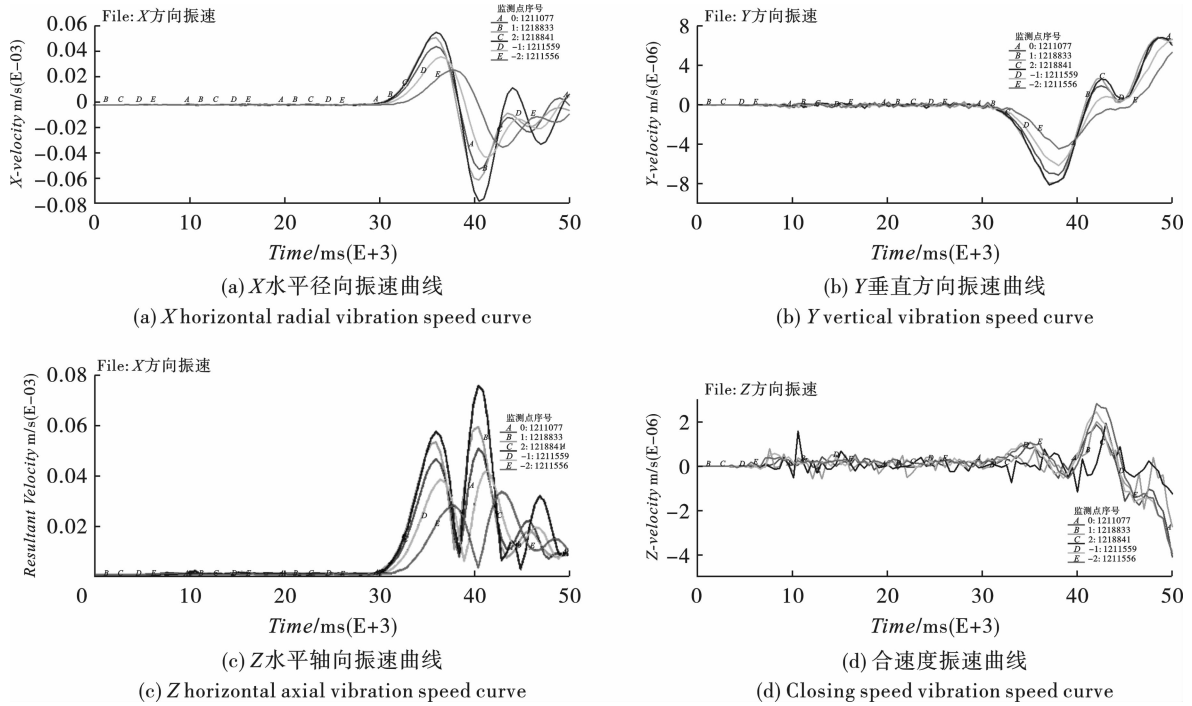 File: X方向振速
0.06
0.04
0.02
0
−0.02
−0.04
−0.06
−0.08
X-velocity m/s(E−03)
监测点序号
A 0: 1211077
B 1: 1218833
C 2: 1218841
D −1: 1211559
E −2: 1211556
0 10 20 30 40 50
Time/ms(E+3)
(a) X水平径向振速曲线
(a) X horizontal radial vibration speed curve
File: Y方向振速
8
4
0
−4
−8
Y-velocity m/s(E−06)
监测点序号
A 0: 1211077
B 1: 1218833
C 2: 1218841
D −1: 1211559
E −2: 1211556
0 10 20 30 40 50
Time/ms(E+3)
(b) Y垂直方向振速曲线
(b) Y vertical vibration speed curve
File: X方向振速
0.08
0.06
0.04
0.02
Resultant Velocity m/s(E−03)
监测点序号
A 0: 1211077
B 1: 1218833
C 2: 1218841
D −1: 1211559
E −2: 1211556
0 10 20 30 40 50
Time/ms(E+3)
(c) Z水平轴向振速曲线
(c) Z horizontal axial vibration speed curve
File: Z方向振速
2
0
−2
−4
Z-velocity m/s(E−06)
监测点序号
A 0: 1211077
B 1: 1218833
C 2: 1218841
D −1: 1211559
E −2: 1211556
0 10 20 30 40 50
Time/ms(E+3)
(d) 合速度振速曲线
(d) Closing speed vibration speed curve